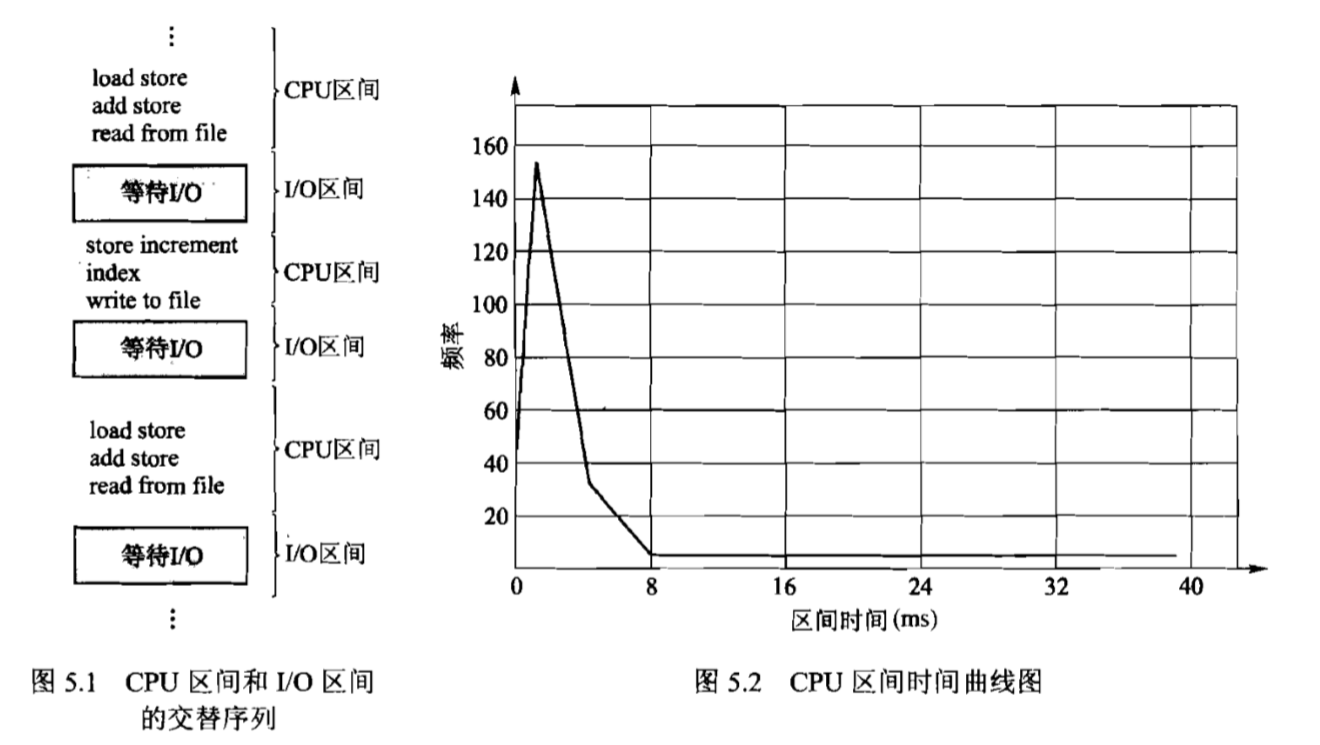 ⋮
load store
add store
read from file
CPU区间
等待I/O
I/O区间
store increment
index
write to file
CPU区间
等待I/O
I/O区间
load store
add store
read from file
CPU区间
等待I/O
I/O区间
⋮
图 5.1 CPU 区间和 I/O 区间
的交替序列
160
140
120
100
80
60
40
20
频率
0 8 16 24 32 40
区间时间(ms)
图 5.2 CPU 区间时间曲线图